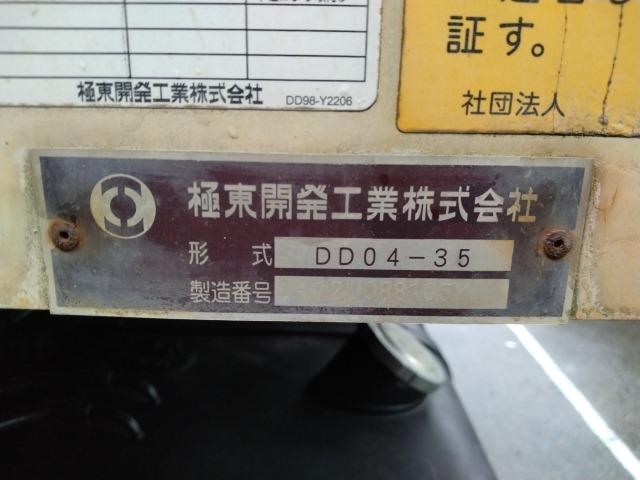 極東開発工業株式会社 DD98-Y2206
証す。
社団法人
極東開発工業株式会社
形式 DD04-35
製造番号